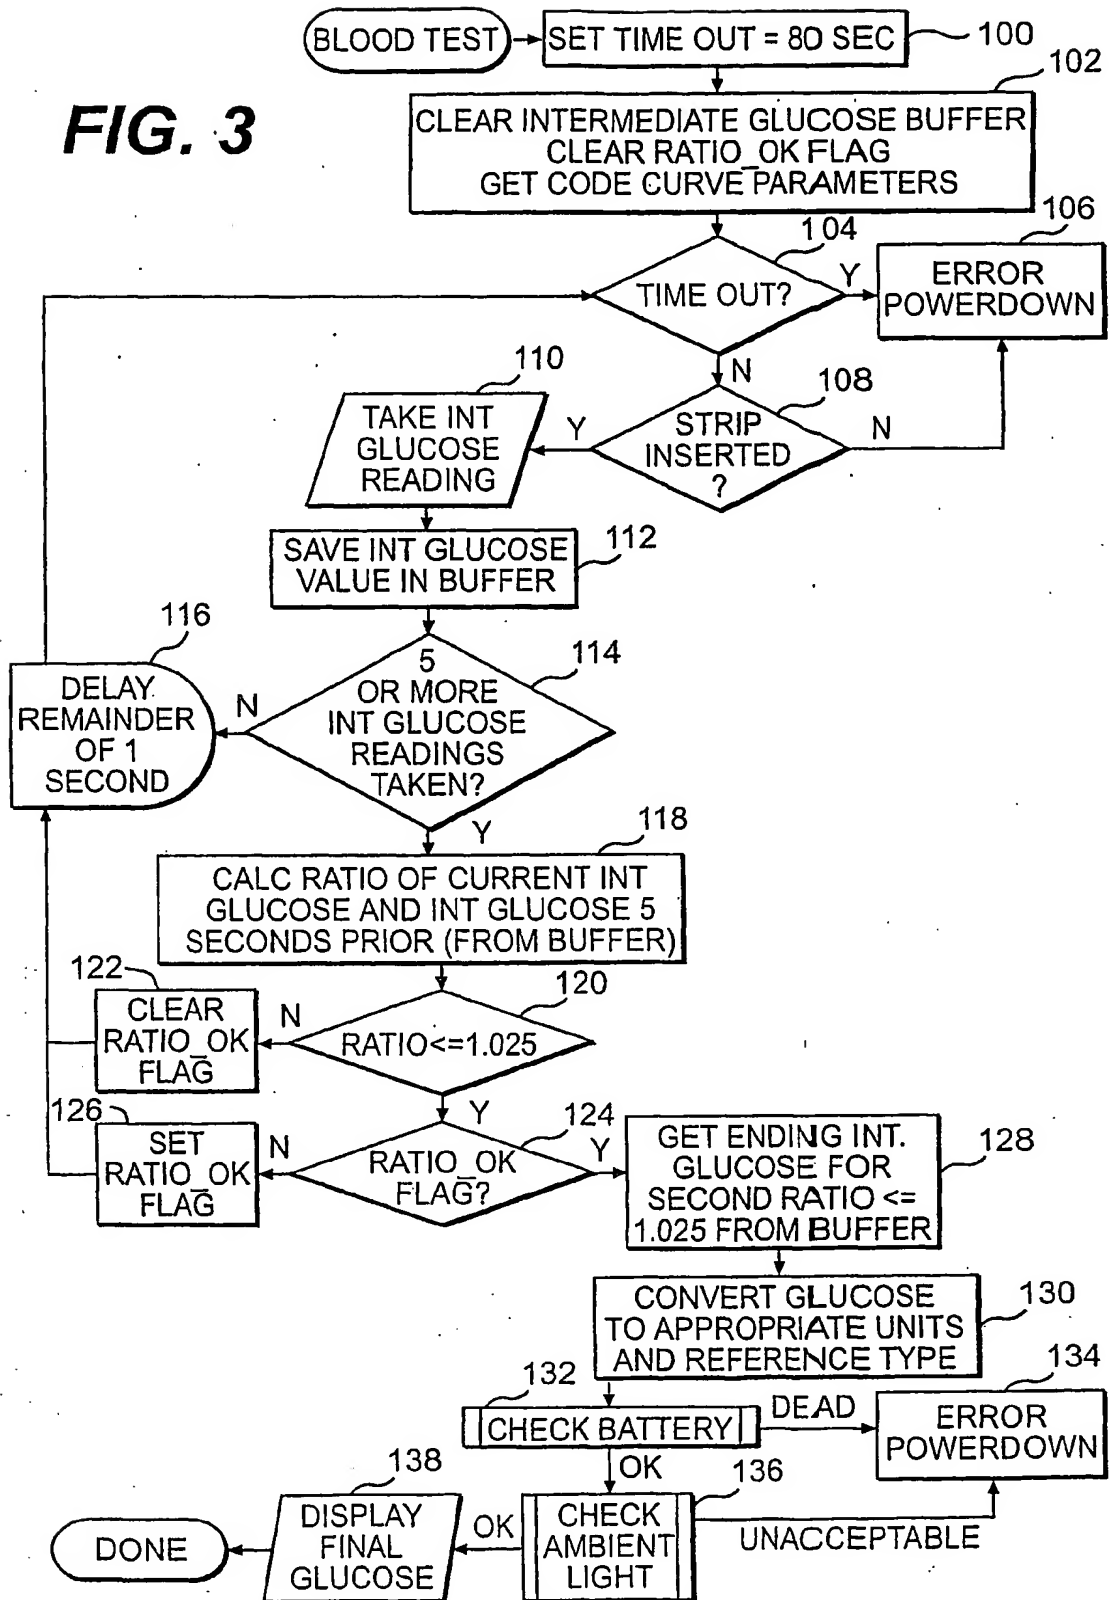 BLOOD TEST
SET TIME OUT = 80 SEC
100
102
FIG. 3
CLEAR INTERMEDIATE GLUCOSE BUFFER
CLEAR RATIO_OK FLAG
GET CODE CURVE PARAMETERS
104
106
TIME OUT?
Y
ERROR
POWERDOWN
N
110
108
TAKE INT
GLUCOSE
READING
Y
STRIP
INSERTED
?
N
SAVE INT GLUCOSE
VALUE IN BUFFER
112
116
5
OR MORE
INT GLUCOSE
READINGS
TAKEN?
114
DELAY
REMAINDER
OF 1
SECOND
N
Y
118
CALC RATIO OF CURRENT INT
GLUCOSE AND INT GLUCOSE 5
SECONDS PRIOR (FROM BUFFER)
122
120
CLEAR
RATIO_OK
FLAG
N
RATIO<=1.025
Y
126
124
SET
RATIO_OK
FLAG
N
RATIO_OK
FLAG?
Y
GET ENDING INT.
GLUCOSE FOR
SECOND RATIO <=
1.025 FROM BUFFER
128
CONVERT GLUCOSE
TO APPROPRIATE UNITS
AND REFERENCE TYPE
130
132
134
CHECK BATTERY
DEAD
ERROR
POWERDOWN
OK
138
136
DONE
DISPLAY
FINAL
GLUCOSE
OK
CHECK
AMBIENT
LIGHT
UNACCEPTABLE